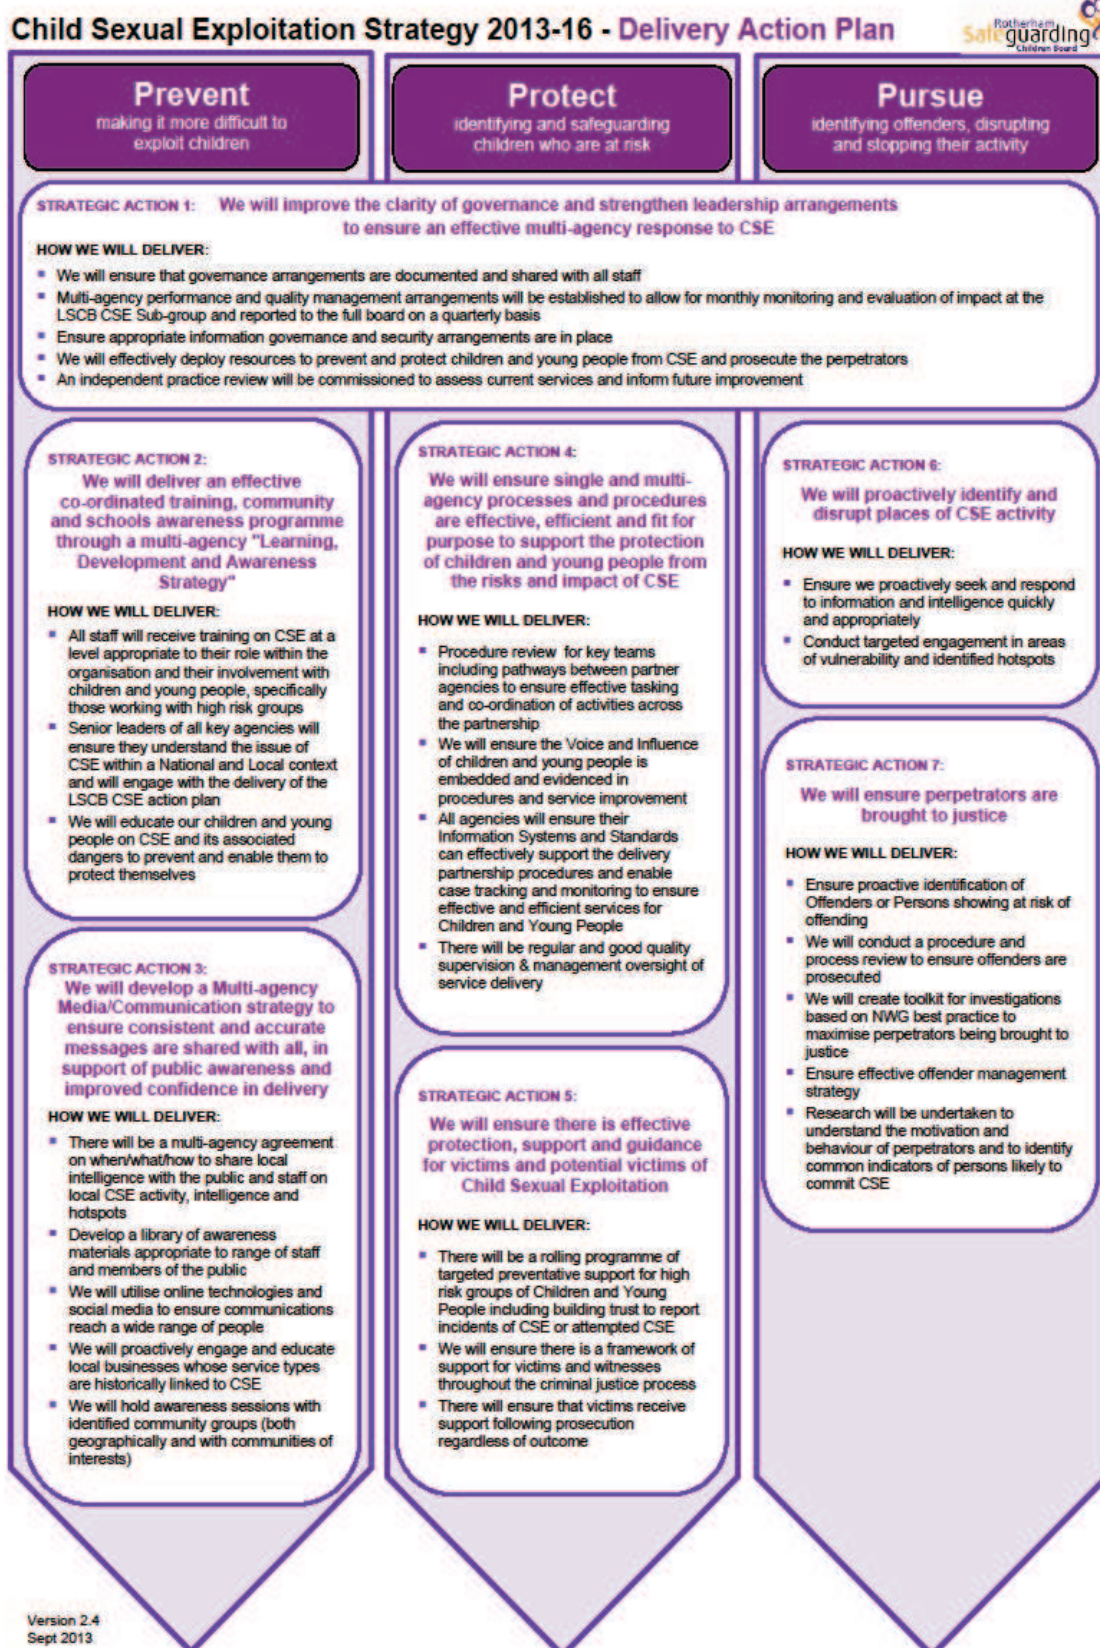 Child Sexual Exploitation Strategy 2013-16 - Delivery Action Plan
Rotherham
Safeguarding
Children Board
Prevent
making it more difficult to
exploit children
Protect
identifying and safeguarding
children who are at risk
Pursue
identifying offenders, disrupting
and stopping their activity
STRATEGIC ACTION 1: We will improve the clarity of governance and strengthen leadership arrangements
to ensure an effective multi-agency response to CSE
HOW WE WILL DELIVER:
▪ We will ensure that governance arrangements are documented and shared with all staff
▪ Multi-agency performance and quality management arrangements will be established to allow for monthly monitoring and evaluation of impact at the
LSCB CSE Sub-group and reported to the full board on a quarterly basis
▪ Ensure appropriate information governance and security arrangements are in place
▪ We will effectively deploy resources to prevent and protect children and young people from CSE and prosecute the perpetrators
▪ An independent practice review will be commissioned to assess current services and inform future improvement
STRATEGIC ACTION 2:
We will deliver an effective
co-ordinated training, community
and schools awareness programme
through a multi-agency "Learning,
Development and Awareness
Strategy"
HOW WE WILL DELIVER:
▪ All staff will receive training on CSE at a
level appropriate to their role within the
organisation and their involvement with
children and young people, specifically
those working with high risk groups
▪ Senior leaders of all key agencies will
ensure they understand the issue of
CSE within a National and Local context
and will engage with the delivery of the
LSCB CSE action plan
▪ We will educate our children and young
people on CSE and its associated
dangers to prevent and enable them to
protect themselves
STRATEGIC ACTION 3:
We will develop a Multi-agency
Media/Communication strategy to
ensure consistent and accurate
messages are shared with all, in
support of public awareness and
improved confidence in delivery
HOW WE WILL DELIVER:
▪ There will be a multi-agency agreement
on when/what/how to share local
intelligence with the public and staff on
local CSE activity, intelligence and
hotspots
▪ Develop a library of awareness
materials appropriate to range of staff
and members of the public
▪ We will utilise online technologies and
social media to ensure communications
reach a wide range of people
▪ We will proactively engage and educate
local businesses whose service types
are historically linked to CSE
▪ We will hold awareness sessions with
identified community groups (both
geographically and with communities of
interests)
STRATEGIC ACTION 4:
We will ensure single and multi-
agency processes and procedures
are effective, efficient and fit for
purpose to support the protection
of children and young people from
the risks and impact of CSE
HOW WE WILL DELIVER:
▪ Procedure review for key teams
including pathways between partner
agencies to ensure effective tasking
and co-ordination of activities across
the partnership
▪ We will ensure the Voice and Influence
of children and young people is
embedded and evidenced in
procedures and service improvement
▪ All agencies will ensure their
Information Systems and Standards
can effectively support the delivery
partnership procedures and enable
case tracking and monitoring to ensure
effective and efficient services for
Children and Young People
▪ There will be regular and good quality
supervision & management oversight of
service delivery
STRATEGIC ACTION 5:
We will ensure there is effective
protection, support and guidance
for victims and potential victims of
Child Sexual Exploitation
HOW WE WILL DELIVER:
▪ There will be a rolling programme of
targeted preventative support for high
risk groups of Children and Young
People including building trust to report
incidents of CSE or attempted CSE
▪ We will ensure there is a framework of
support for victims and witnesses
throughout the criminal justice process
▪ There will ensure that victims receive
support following prosecution
regardless of outcome
STRATEGIC ACTION 6:
We will proactively identify and
disrupt places of CSE activity
HOW WE WILL DELIVER:
▪ Ensure we proactively seek and respond
to information and intelligence quickly
and appropriately
▪ Conduct targeted engagement in areas
of vulnerability and identified hotspots
STRATEGIC ACTION 7:
We will ensure perpetrators are
brought to justice
HOW WE WILL DELIVER:
▪ Ensure proactive identification of
Offenders or Persons showing at risk of
offending
▪ We will conduct a procedure and
process review to ensure offenders are
prosecuted
▪ We will create toolkit for investigations
based on NWG best practice to
maximise perpetrators being brought to
justice
▪ Ensure effective offender management
strategy
▪ Research will be undertaken to
understand the motivation and
behaviour of perpetrators and to identify
common indicators of persons likely to
commit CSE
Version 2.4
Sept 2013